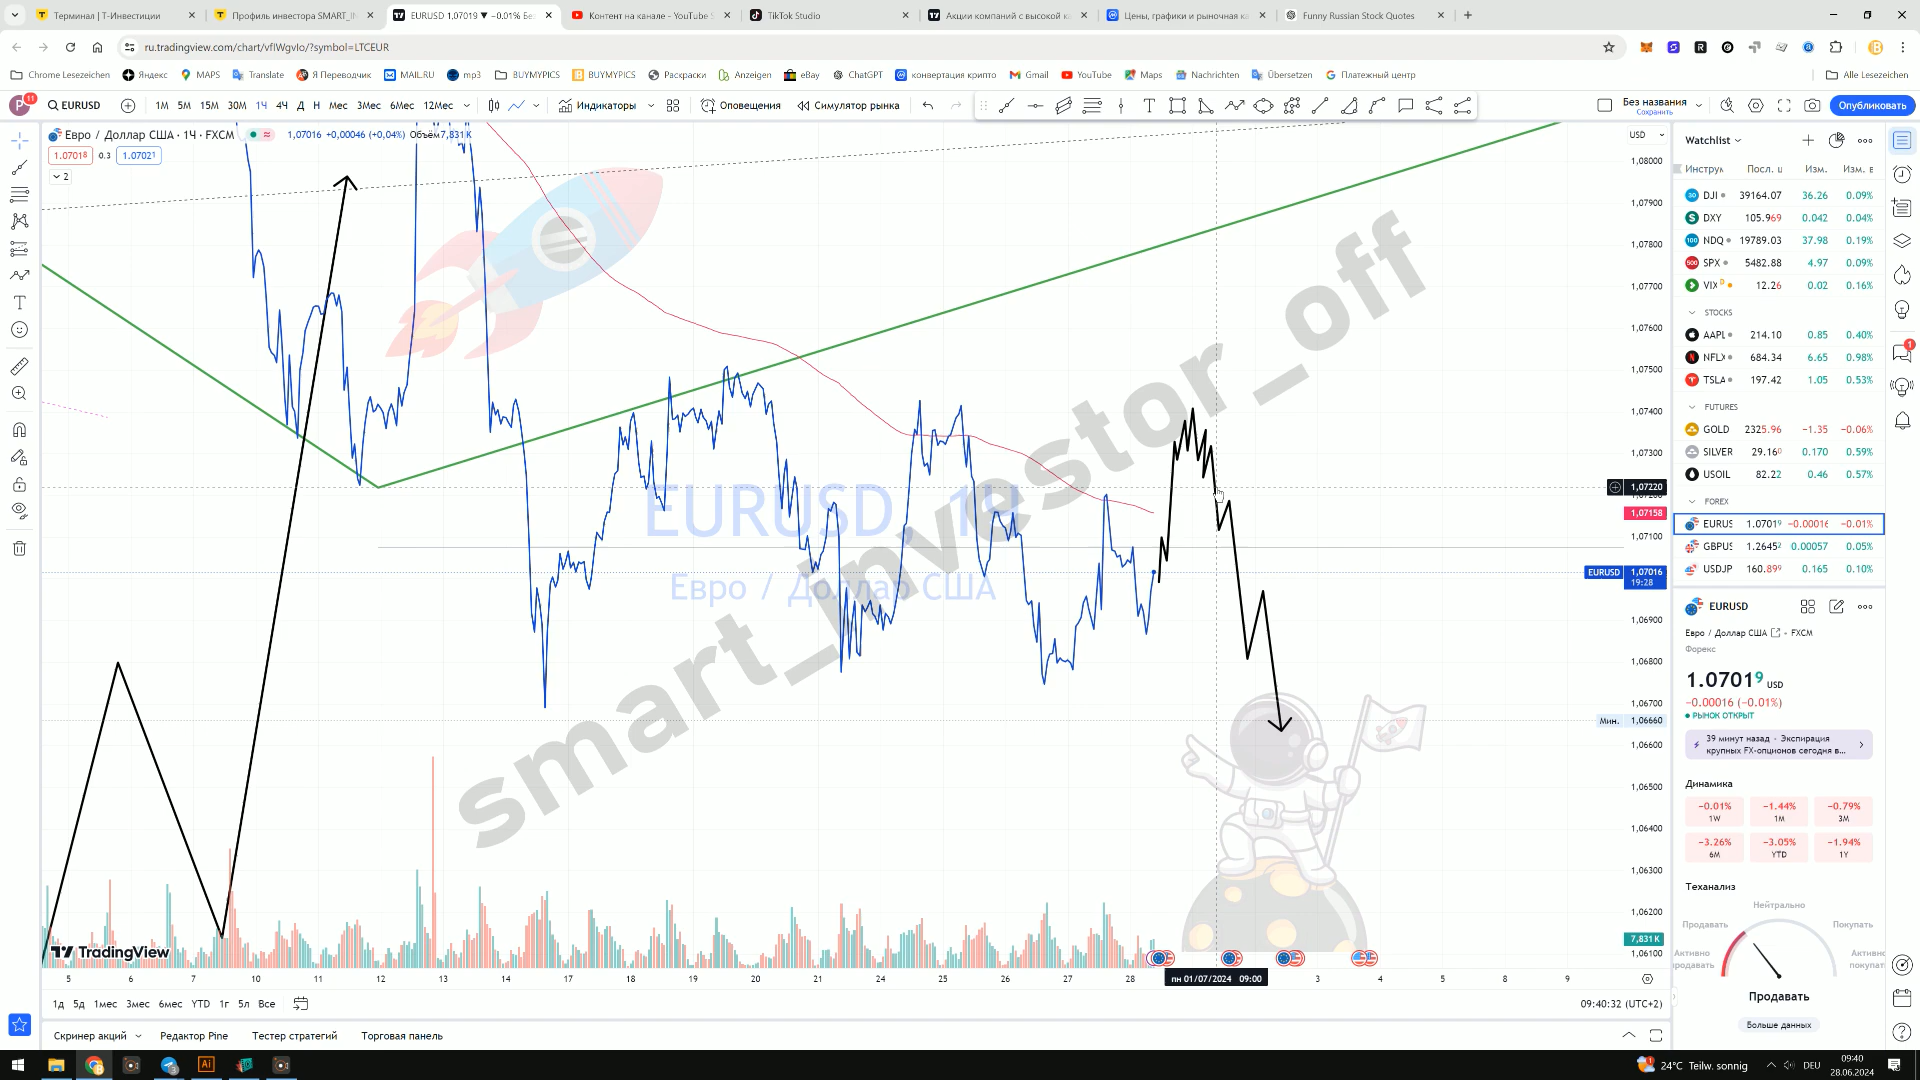 Терминал | Т-Инвестиции
Профиль инвестора SMART_IN
EURUSD 1,07019 ▼ −0.01% Без
Контент на канале - YouTube S
TikTok Studio
Акции компаний с высокой к
Цены, графики и рыночная ка
Funny Russian Stock Quotes
ru.tradingview.com/chart/vfIWgvIo/?symbol=LTCEUR
Chrome Lesezeichen
Яндекс
MAPS
Translate
Я Переводчик
MAIL.RU
mp3
BUYMYPICS
BUYMYPICS
Раскраски
Anzeigen
eBay
ChatGPT
конвертация крипто
Gmail
YouTube
Maps
Nachrichten
Übersetzen
Платежный центр
Alle Lesezeichen
P 11
EURUSD
1М 5М 15М 30М 1Ч 4Ч Д Н Мес 3Мес 6Мес 12Мес
Индикаторы
Оповещения
Симулятор рынка
Без названия
Сохранить
Опубликовать
Евро / Доллар США · 1Ч · FXCM
1,07016 +0,00046 (+0,04%) Объём 7,831 K
1.07018 0.3 1.07021
2
USD
1,08000
1,07900
1,07800
1,07700
1,07600
1,07500
1,07400
1,07300
1,07220
1,07200
1,07158
1,07100
EURUSD 1,07016
19:28
1,06900
1,06800
1,06700
Мин. 1,06660
1,06600
1,06500
1,06400
1,06300
1,06200
7,831 K
1,06100
EURUSD, 1Ч
Евро / Доллар США
smart_investor_off
TradingView
5 6 7 10 11 12 13 14 17 18 19 20 21 24 25 26 27 28 пн 01/07/2024 09:00 3 4 5 8 9
1д 5д 1мес 3мес 6мес YTD 1г 5л Все
09:40:32 (UTC+2)
Скринер акций
Редактор Pine
Тестер стратегий
Торговая панель
Watchlist
Инструм Посл. ц Изм. Изм. в
DJI 39164.07 36.26 0.09%
DXY 105.969 0.042 0.04%
NDQ 19789.03 37.98 0.19%
SPX 5482.88 4.97 0.09%
VIX D 12.26 0.02 0.16%
STOCKS
AAPL 214.10 0.85 0.40%
NFLX 684.34 6.65 0.98%
TSLA 197.42 1.05 0.53%
FUTURES
GOLD 2325.96 −1.35 −0.06%
SILVER 29.160 0.170 0.59%
USOIL 82.22 0.46 0.57%
FOREX
EURUS 1.07019 −0.00016 −0.01%
GBPUS 1.26452 0.00057 0.05%
USDJP 160.899 0.165 0.10%
EURUSD
Евро / Доллар США · FXCM
Форекс
1.07019 USD
−0.00016 (−0.01%)
РЫНОК ОТКРЫТ
39 минут назад · Экспирация
крупных FX-опционов сегодня в...
Динамика
−0.01% −1.44% −0.79%
1W 1M 3M
−3.26% −3.05% −1.94%
6M YTD 1Y
Теханализ
Нейтрально
Продавать Покупать
Активно продавать
Активно покупат
Продавать
Больше данных
24°C Teilw. sonnig
DEU
09:40
28.06.2024